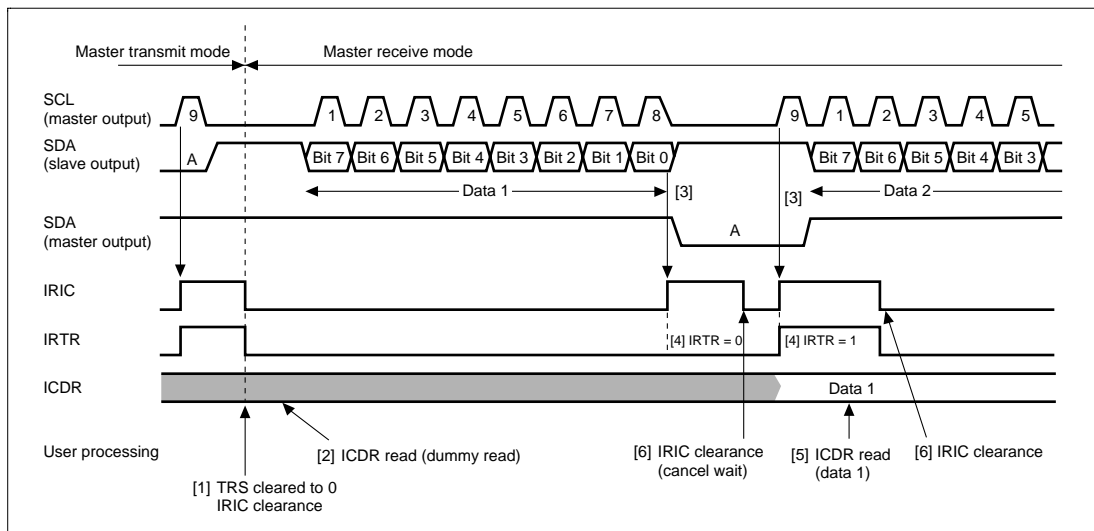 Master transmit mode
Master receive mode
SCL
(master output)
9
1
2
3
4
5
6
7
8
9
1
2
3
4
5
SDA
(slave output)
A
Bit 7
Bit 6
Bit 5
Bit 4
Bit 3
Bit 2
Bit 1
Bit 0
Bit 7
Bit 6
Bit 5
Bit 4
Bit 3
Data 1
[3]
[3]
Data 2
SDA
(master output)
A
IRIC
IRTR
[4] IRTR = 0
[4] IRTR = 1
ICDR
Data 1
User processing
[2] ICDR read (dummy read)
[6] IRIC clearance
(cancel wait)
[5] ICDR read
(data 1)
[6] IRIC clearance
[1] TRS cleared to 0
IRIC clearance